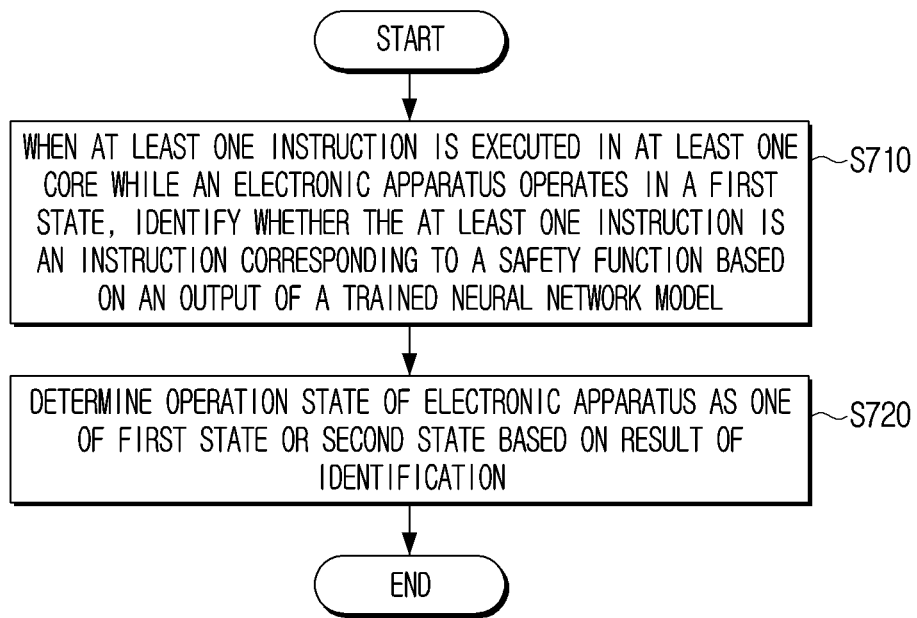 START
WHEN AT LEAST ONE INSTRUCTION IS EXECUTED IN AT LEAST ONE
CORE WHILE AN ELECTRONIC APPARATUS OPERATES IN A FIRST
STATE, IDENTIFY WHETHER THE AT LEAST ONE INSTRUCTION IS
AN INSTRUCTION CORRESPONDING TO A SAFETY FUNCTION BASED
ON AN OUTPUT OF A TRAINED NEURAL NETWORK MODEL
S710
DETERMINE OPERATION STATE OF ELECTRONIC APPARATUS AS ONE
OF FIRST STATE OR SECOND STATE BASED ON RESULT OF
IDENTIFICATION
S720
END